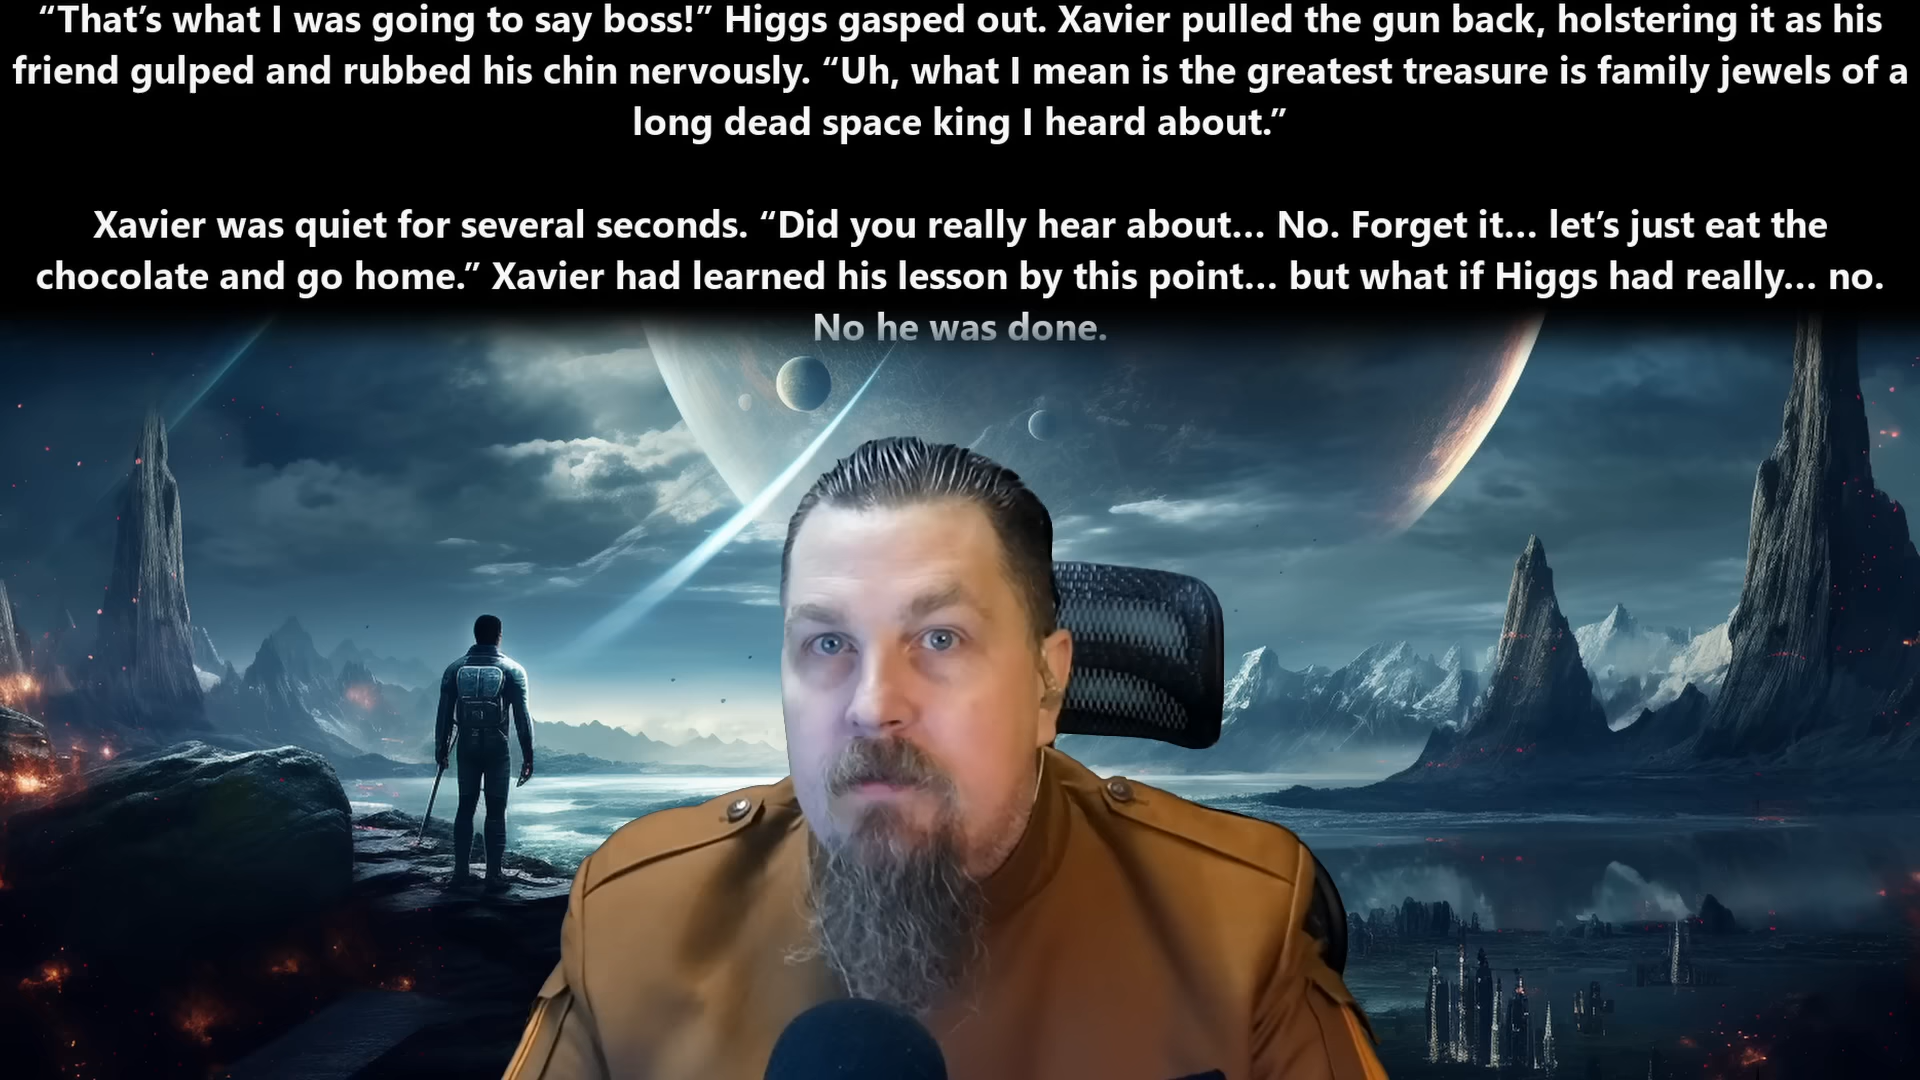 “That’s what I was going to say boss!” Higgs gasped out. Xavier pulled the gun back, holstering it as his
friend gulped and rubbed his chin nervously. “Uh, what I mean is the greatest treasure is family jewels of a
long dead space king I heard about.”
Xavier was quiet for several seconds. “Did you really hear about... No. Forget it... let’s just eat the
chocolate and go home.” Xavier had learned his lesson by this point... but what if Higgs had really... no.
No he was done.